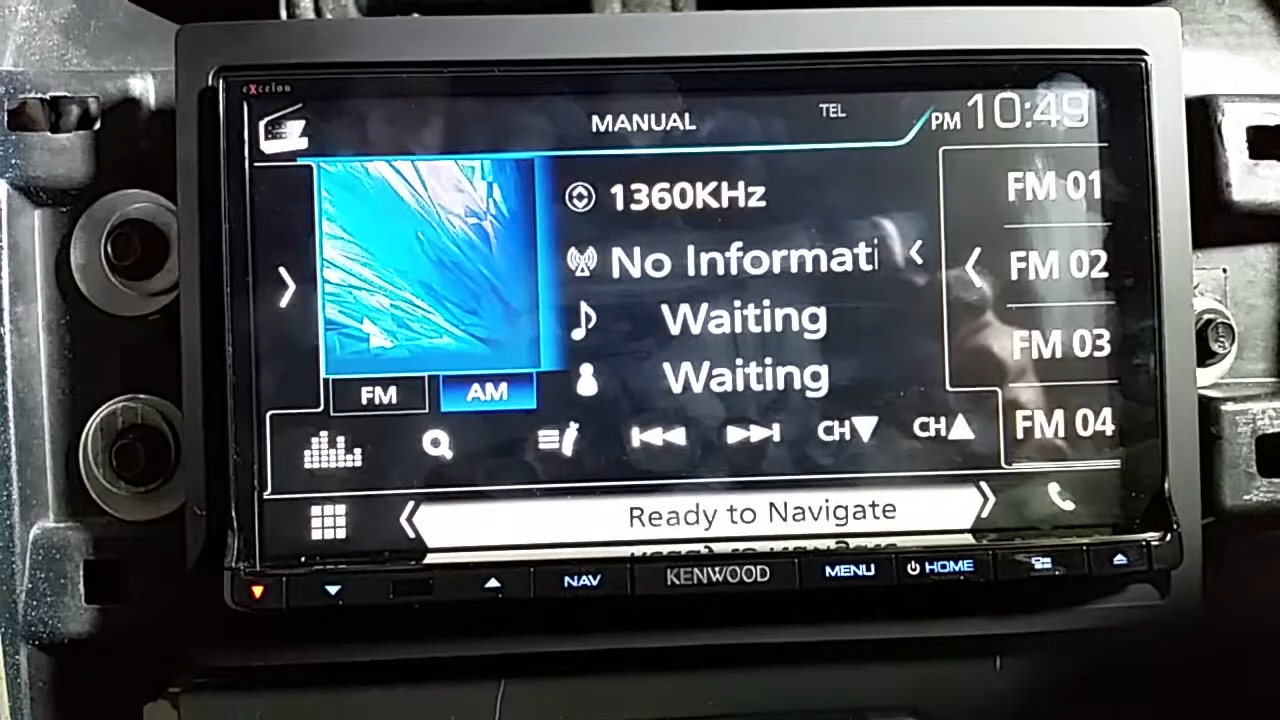 eXcelon
MANUAL
TEL
PM 10:49
1360KHz
No Informati
Waiting
Waiting
FM
AM
CH▼
CH▲
FM 01
FM 02
FM 03
FM 04
Ready to Navigate
NAV
KENWOOD
MENU
HOME